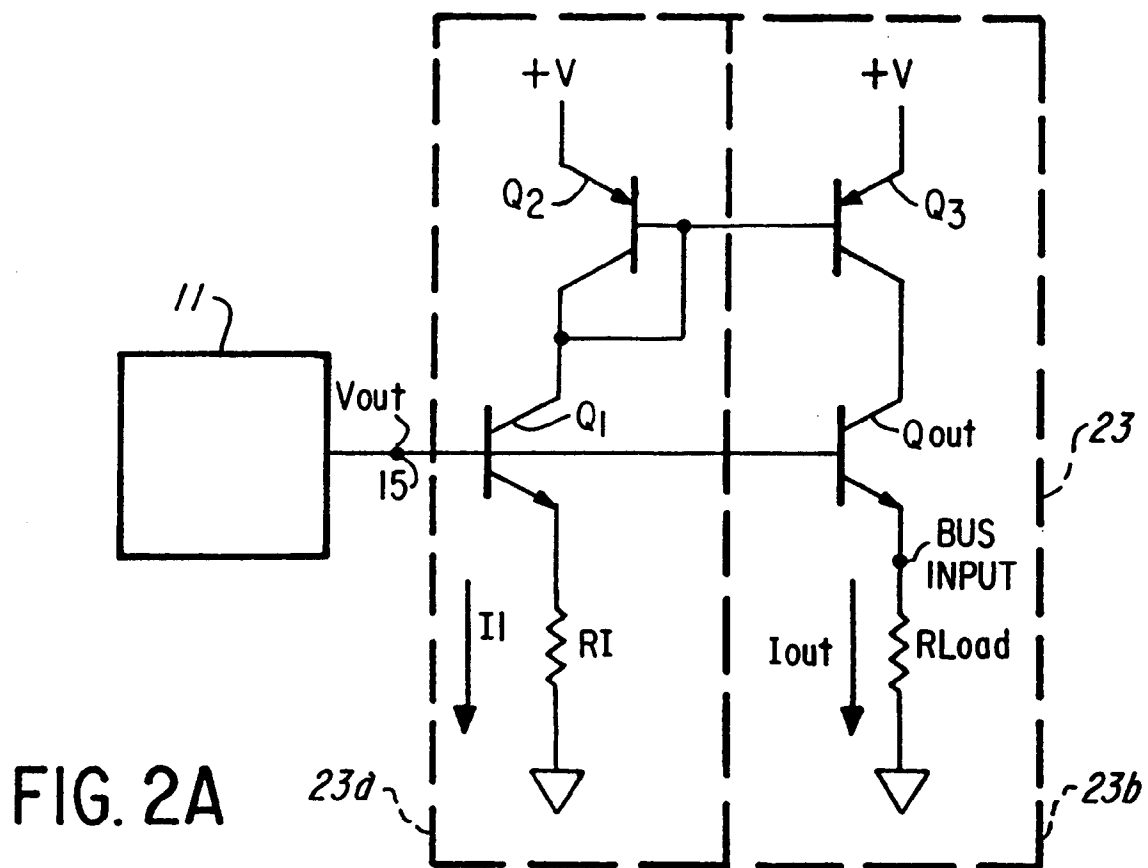 +V
+V
Q2
Q3
11
Vout
15
Q1
Qout
23
BUS
INPUT
I1
RI
Iout
RLoad
FIG. 2A
23a
23b